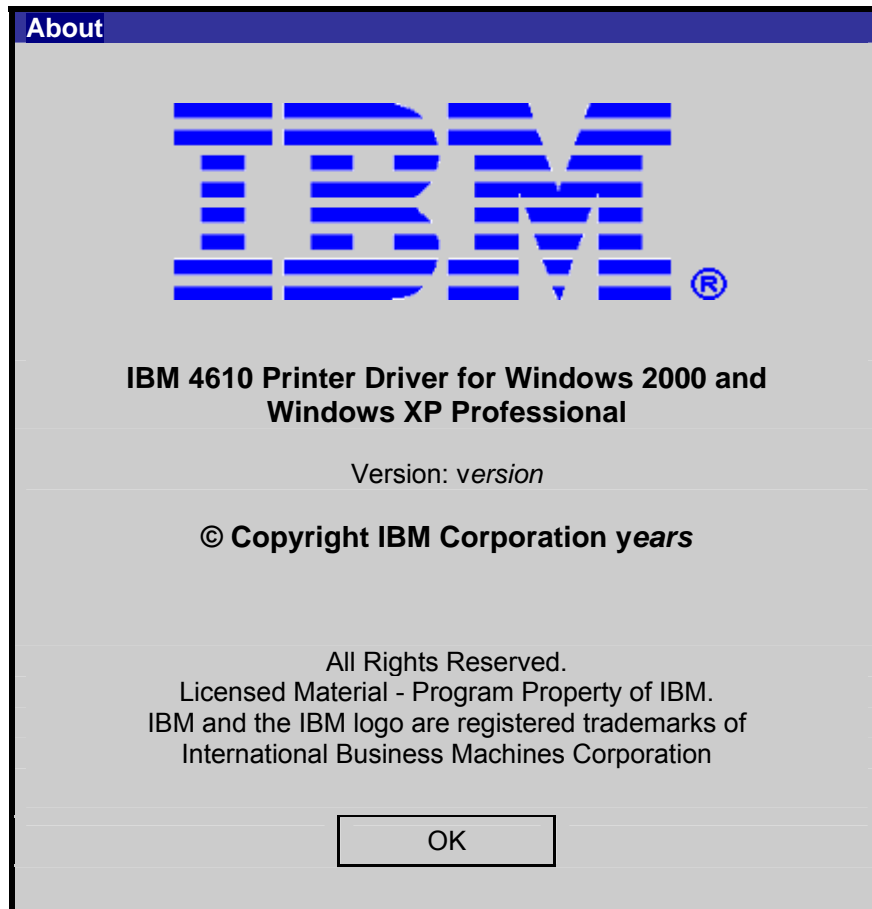 About
IBM®
IBM 4610 Printer Driver for Windows 2000 and
Windows XP Professional
Version: version
© Copyright IBM Corporation years
All Rights Reserved.
Licensed Material - Program Property of IBM.
IBM and the IBM logo are registered trademarks of
International Business Machines Corporation
OK